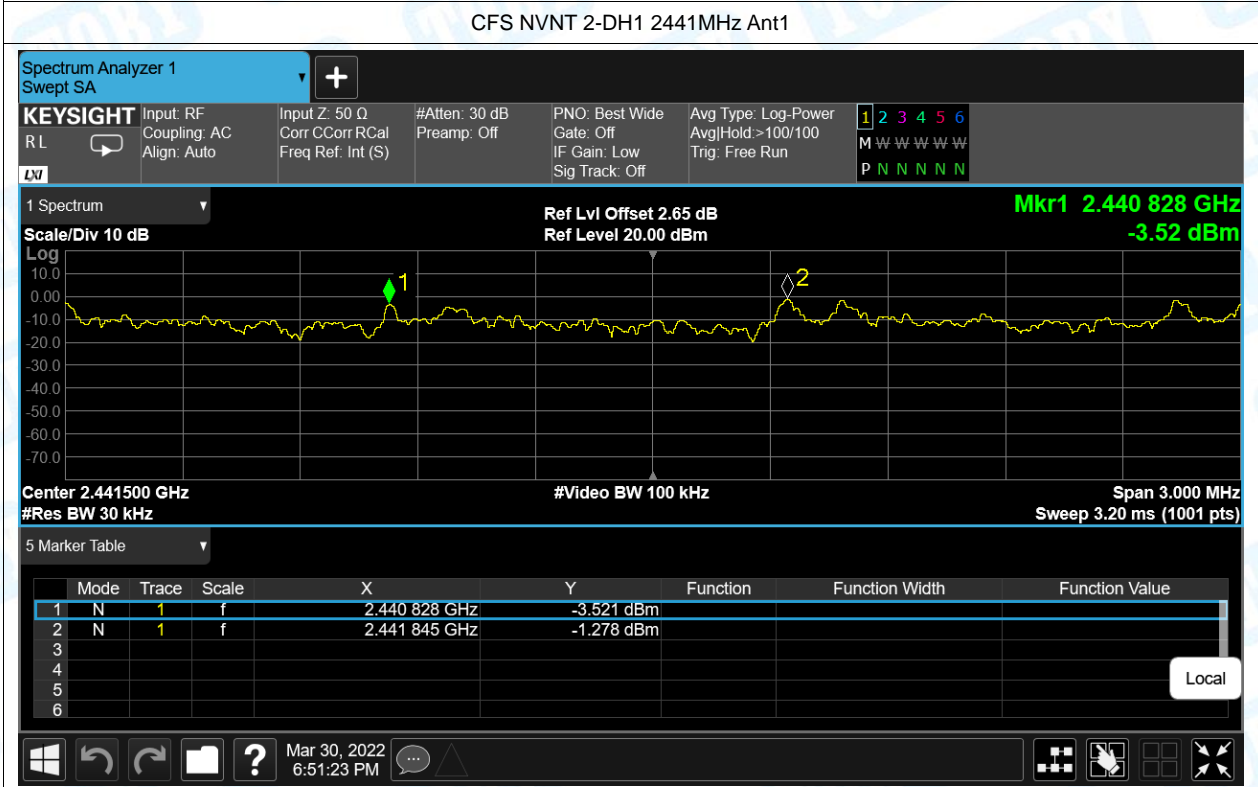 CFS NVNT 2-DH1 2441MHz Ant1
Spectrum Analyzer 1
Swept SA
KEYSIGHT
RL
LXI
Input: RF
Coupling: AC
Align: Auto
Input Z: 50 Ω
Corr CCorr RCal
Freq Ref: Int (S)
#Atten: 30 dB
Preamp: Off
PNO: Best Wide
Gate: Off
IF Gain: Low
Sig Track: Off
Avg Type: Log-Power
Avg|Hold:>100/100
Trig: Free Run
1 2 3 4 5 6
M W W W W W
P N N N N N
1 Spectrum
Scale/Div 10 dB
Ref Lvl Offset 2.65 dB
Ref Level 20.00 dBm
Mkr1 2.440 828 GHz
-3.52 dBm
Log
10.0
0.00
-10.0
-20.0
-30.0
-40.0
-50.0
-60.0
-70.0
1
2
Center 2.441500 GHz
#Res BW 30 kHz
#Video BW 100 kHz
Span 3.000 MHz
Sweep 3.20 ms (1001 pts)
5 Marker Table
Mode Trace Scale X Y Function Function Width Function Value
1 N 1 f 2.440 828 GHz -3.521 dBm
2 N 1 f 2.441 845 GHz -1.278 dBm
3
4
5
6
Local
Mar 30, 2022
6:51:23 PM